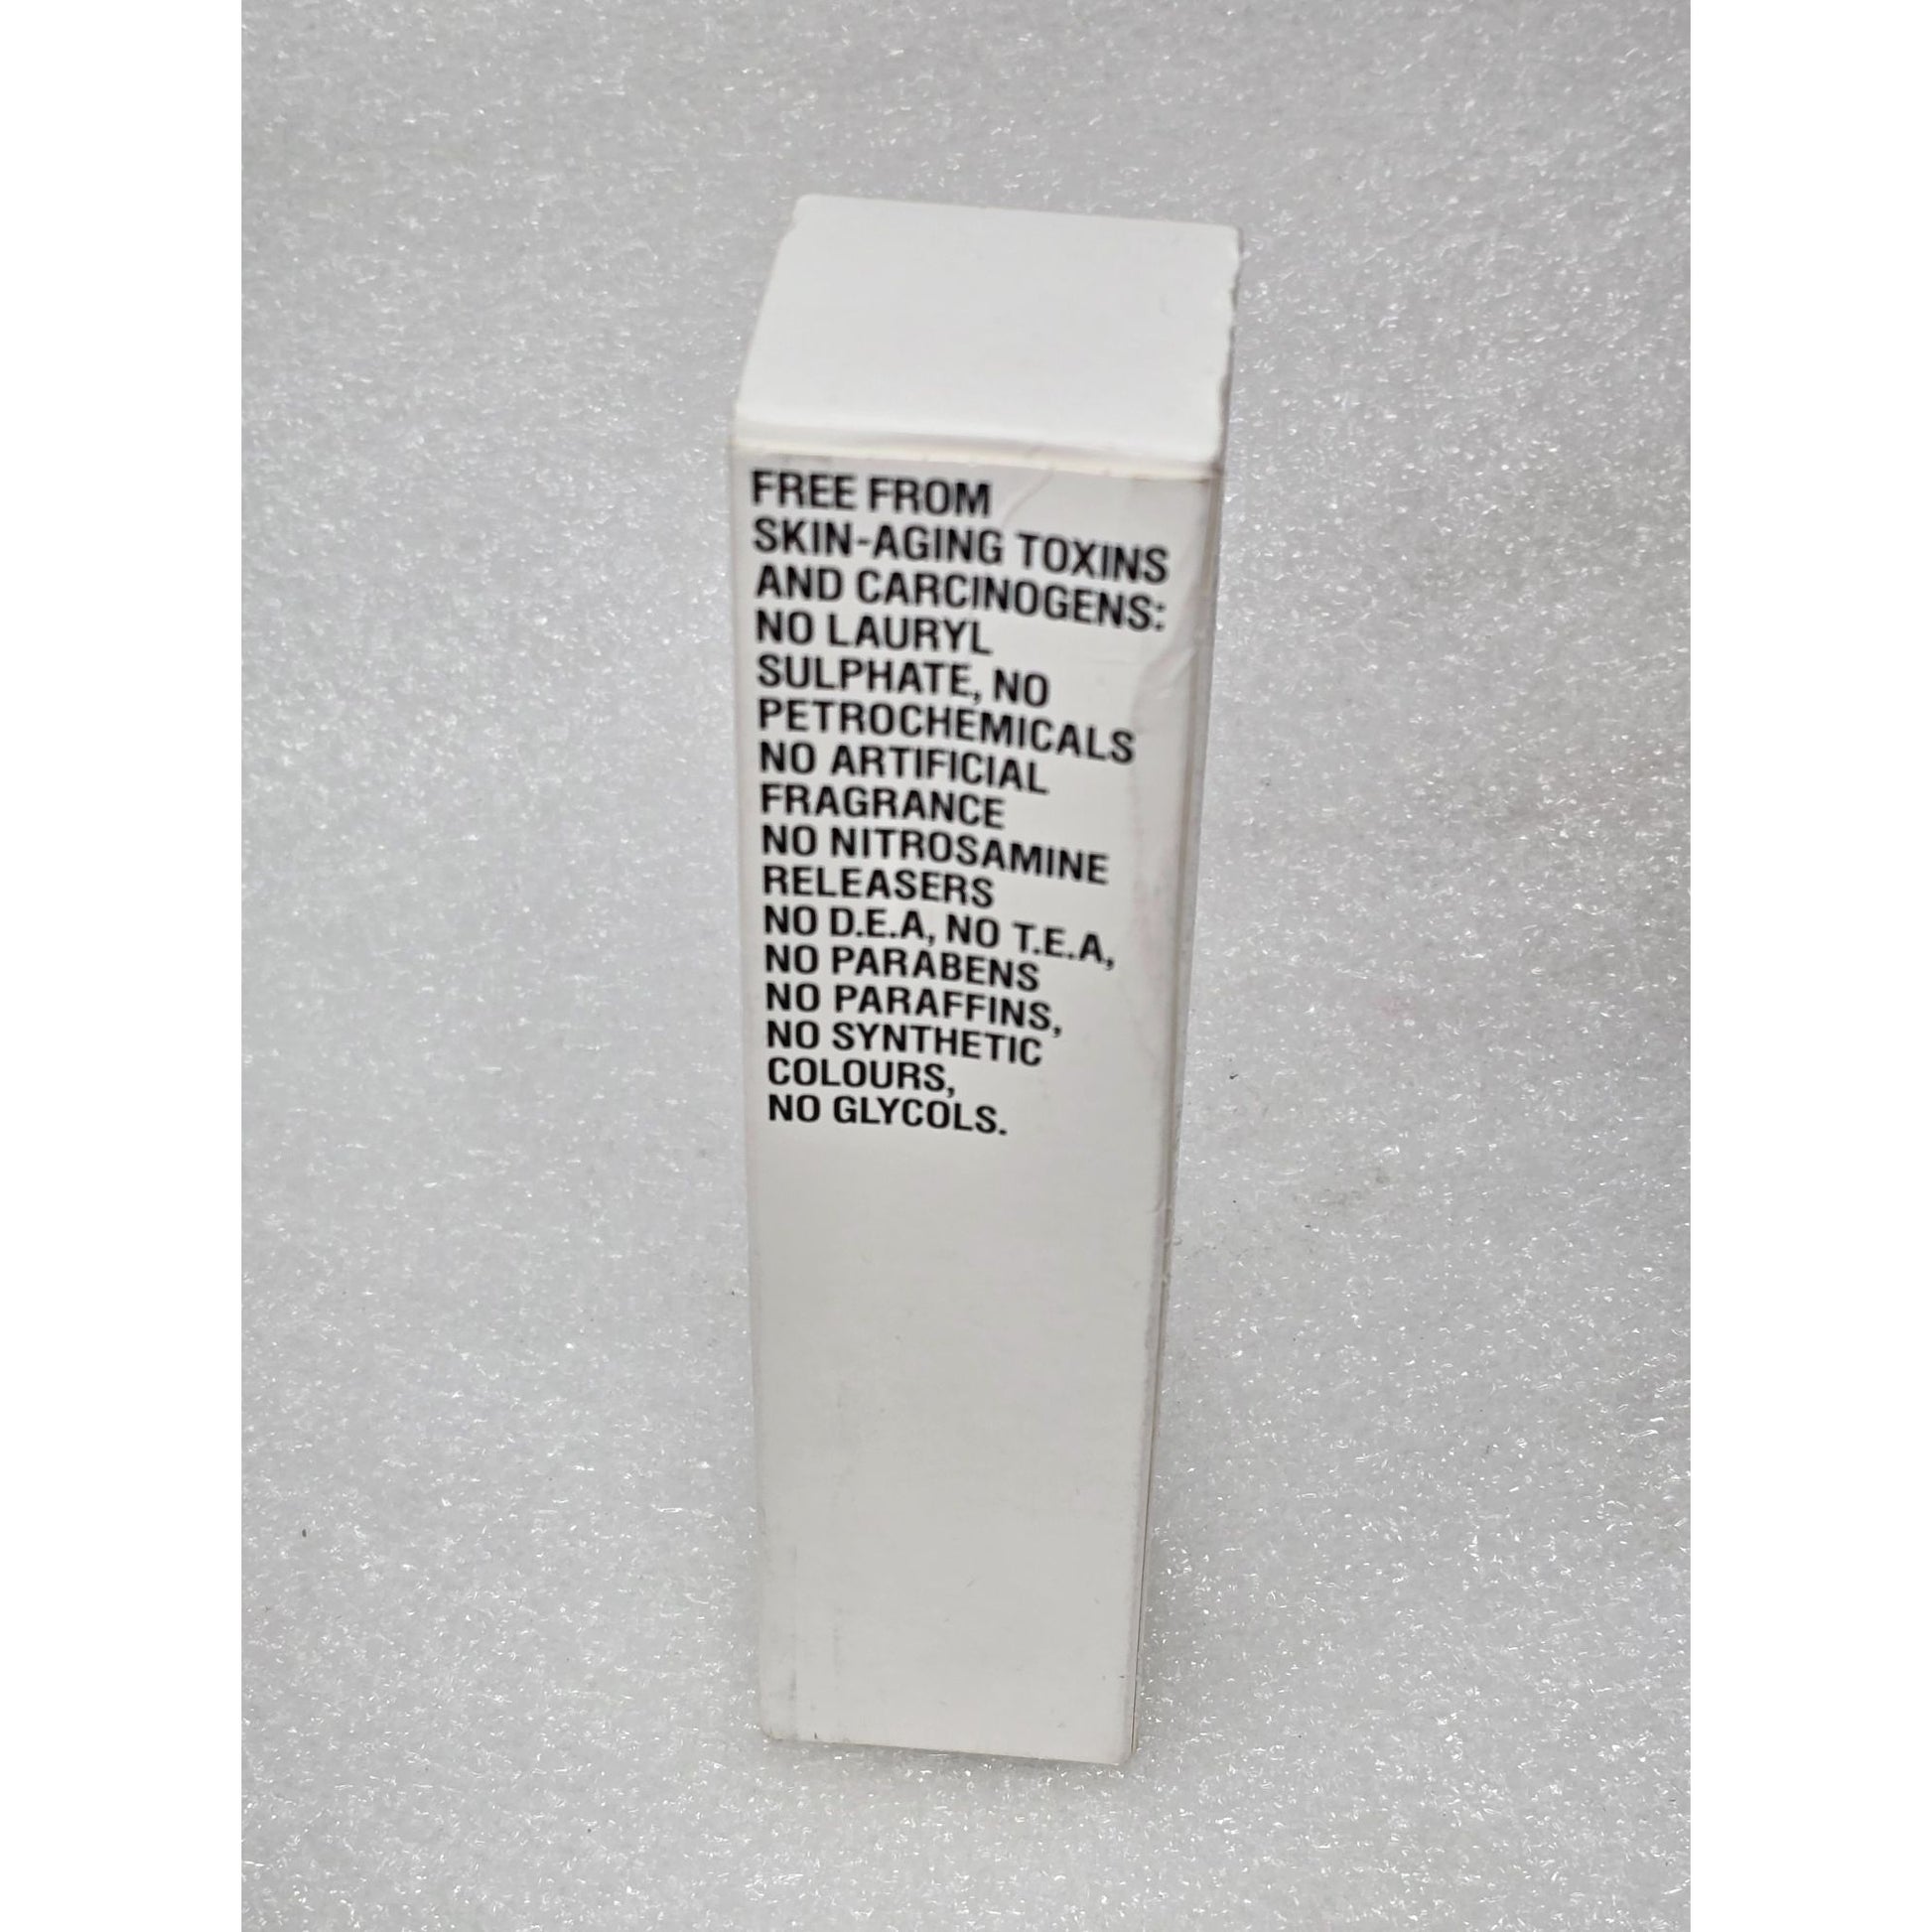 FREE FROM
SKIN-AGING TOXINS
AND CARCINOGENS:
NO LAURYL
SULPHATE, NO
PETROCHEMICALS
NO ARTIFICIAL
FRAGRANCE
NO NITROSAMINE
RELEASERS
NO D.E.A, NO T.E.A,
NO PARABENS
NO PARAFFINS,
NO SYNTHETIC
COLOURS,
NO GLYCOLS.